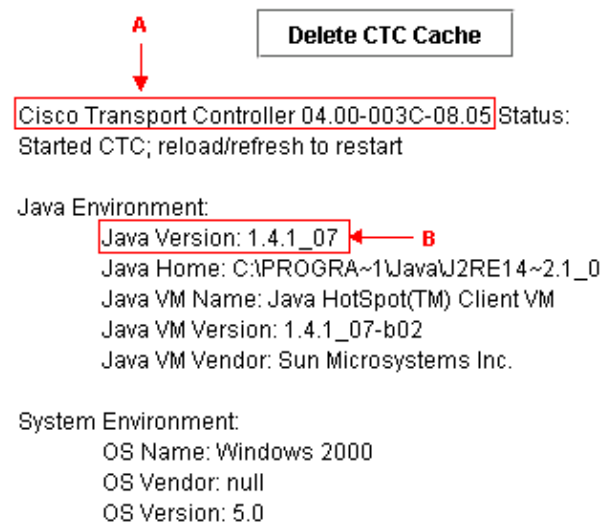 A
Delete CTC Cache
Cisco Transport Controller 04.00-003C-08.05 Status:
Started CTC; reload/refresh to restart
Java Environment:
Java Version: 1.4.1_07
B
Java Home: C:\PROGRA~1\Java\J2RE14~2.1_0
Java VM Name: Java HotSpot(TM) Client VM
Java VM Version: 1.4.1_07-b02
Java VM Vendor: Sun Microsystems Inc.
System Environment:
OS Name: Windows 2000
OS Vendor: null
OS Version: 5.0